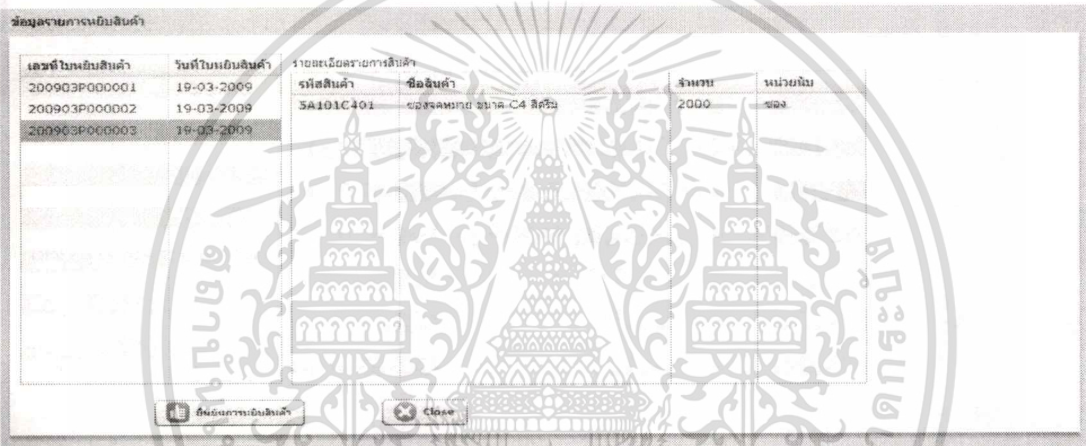 ข้อมูลรายการหยิบสินค้า
เลขที่ใบหยิบสินค้า วันที่ใบหยิบสินค้า
200903P000001 19-03-2009
200903P000002 19-03-2009
200903P000003 19-03-2009
รายละเอียดรายการสินค้า
รหัสสินค้า ชื่อสินค้า จำนวน หน่วยนับ
5A101C401 ซองจดหมาย ขนาด C4 สีครีม 2000 ซอง
ยืนยันการหยิบสินค้า Close